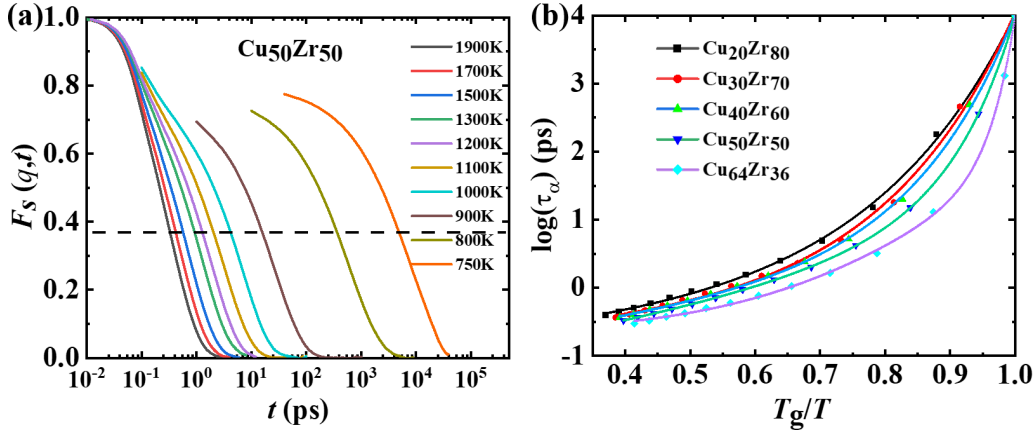 (a)
Cu50Zr50
1900K
1700K
1500K
1300K
1200K
1100K
1000K
900K
800K
750K
Fs (q,t)
1.0
0.8
0.6
0.4
0.2
0.0
10-2 10-1 100 101 102 103 104 105
t (ps)
(b)
Cu20Zr80
Cu30Zr70
Cu40Zr60
Cu50Zr50
Cu64Zr36
log(τα) (ps)
4
3
2
1
0
-1
0.4 0.5 0.6 0.7 0.8 0.9 1.0
Tg/T